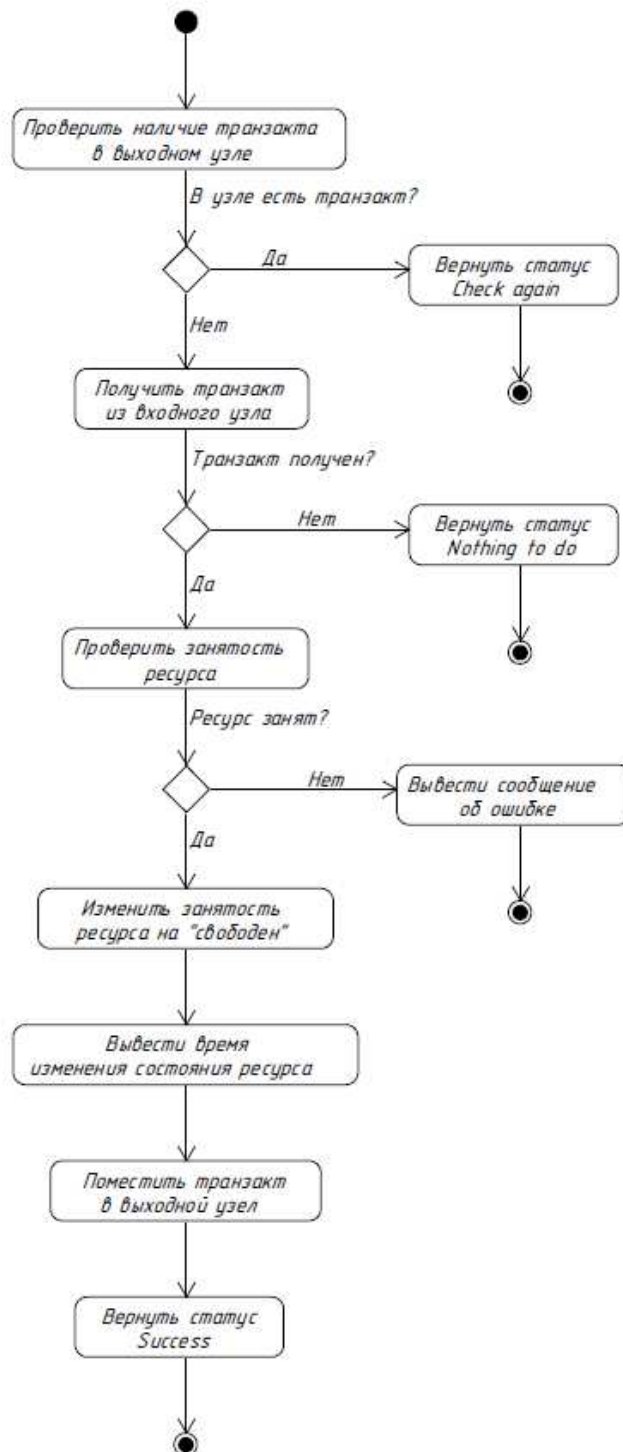 Проверить наличие транзакта
в выходном узле
В узле есть транзакт?
Да
Вернуть статус
Check again
Нет
Получить транзакт
из входного узла
Транзакт получен?
Нет
Вернуть статус
Nothing to do
Да
Проверить занятость
ресурса
Ресурс занят?
Нет
Вывести сообщение
об ошибке
Да
Изменить занятость
ресурса на "свободен"
Вывести время
изменения состояния ресурса
Поместить транзакт
в выходной узел
Вернуть статус
Success